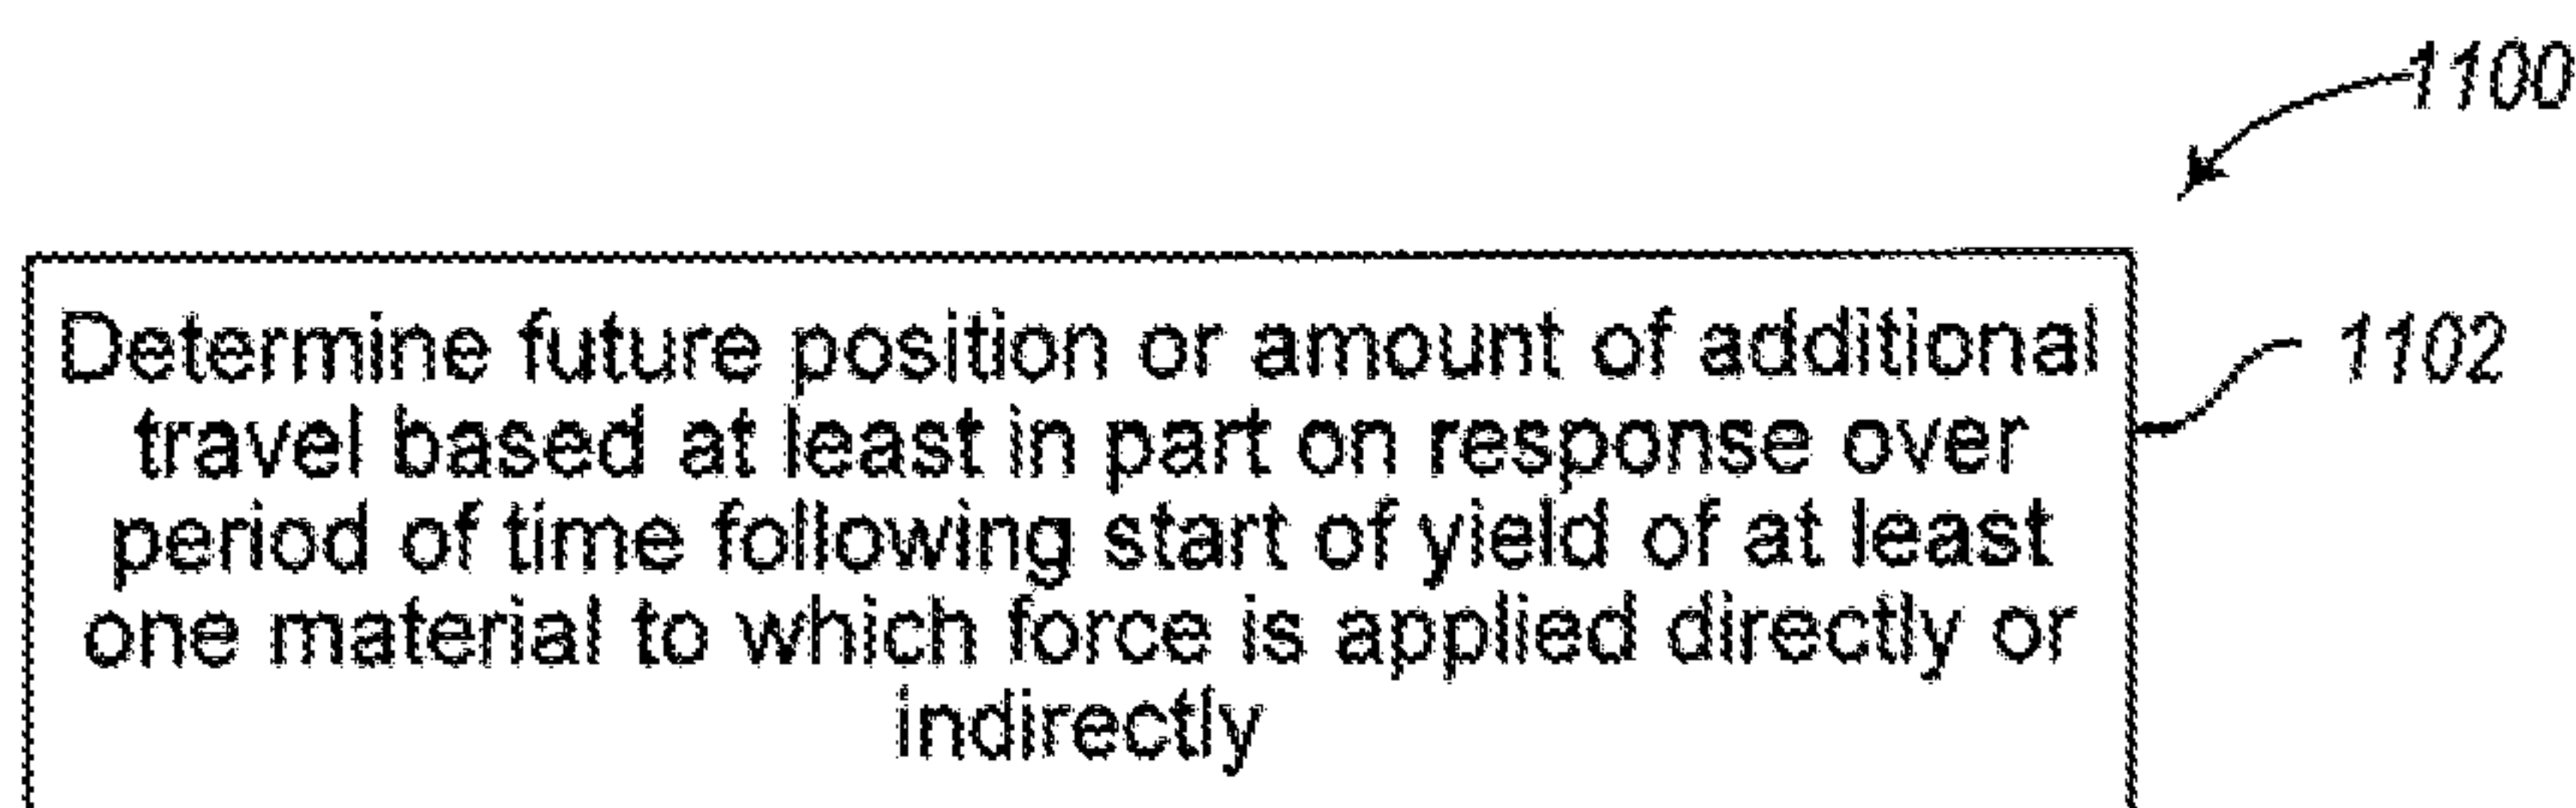 1100
Determine future position or amount of additional
1102
travel based at least in part on response over
period of time following start of yield of at least
one material to which force is applied directly or
indirectly